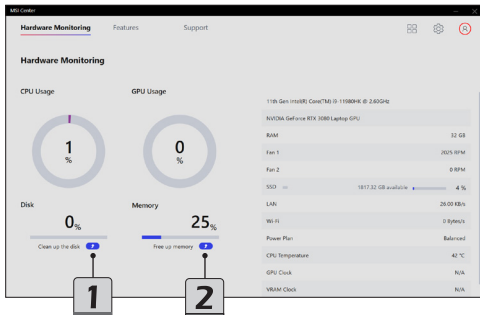 MSI Center
Hardware Monitoring Features Support
Hardware Monitoring
CPU Usage GPU Usage
1
%
0
%
Disk Memory
0%
25%
Clean up the disk
Free up memory
1
2
11th Gen Intel(R) Core(TM) i9-11980HK @ 2.60GHz
NVIDIA GeForce RTX 3080 Laptop GPU
RAM 32 GB
Fan 1 2025 RPM
Fan 2 0 RPM
SSD 1817.32 GB available 4 %
LAN 26.00 KB/s
Wi-Fi 0 Bytes/s
Power Plan Balanced
CPU Temperature 42 °C
GPU Clock N/A
VRAM Clock N/A